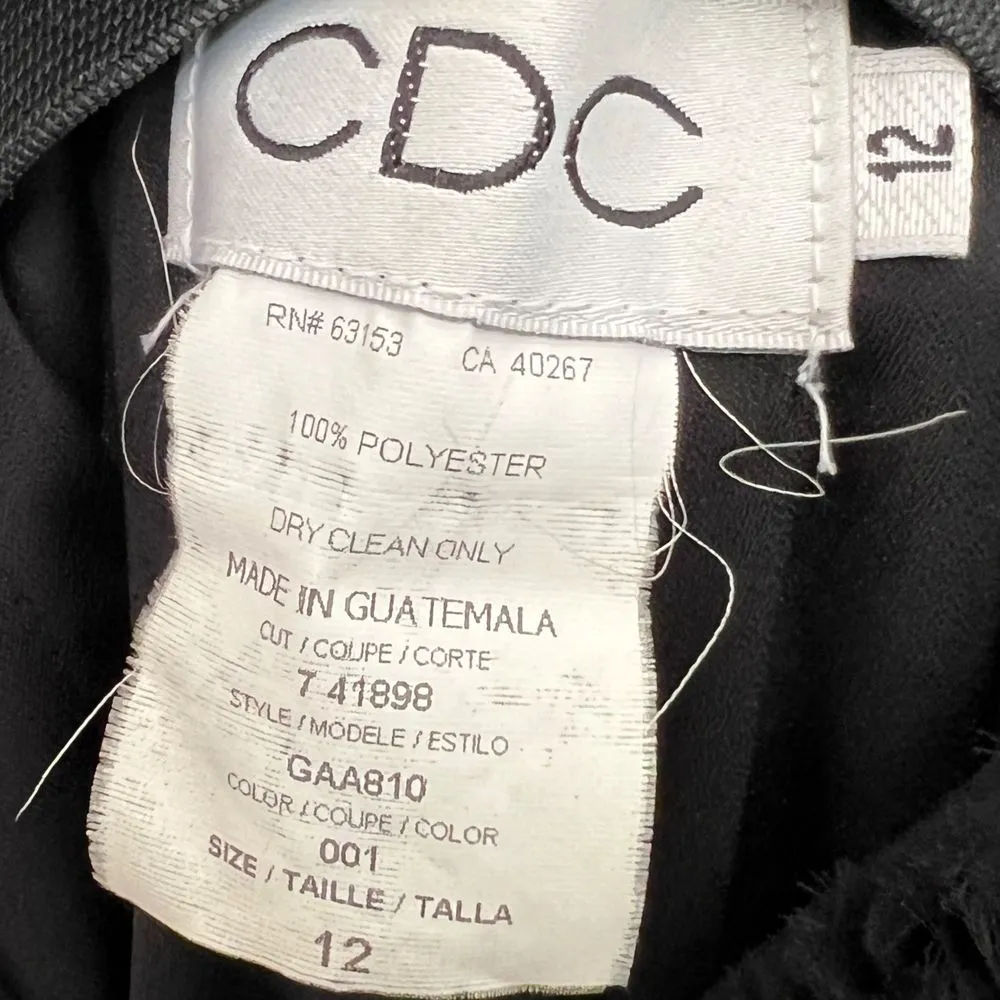 CDC
12
RN# 63153 CA 40267
100% POLYESTER
DRY CLEAN ONLY
MADE IN GUATEMALA
CUT / COUPE / CORTE
7 41898
STYLE / MODELE / ESTILO
GAA810
COLOR / COUPE / COLOR
001
SIZE / TAILLE / TALLA
12